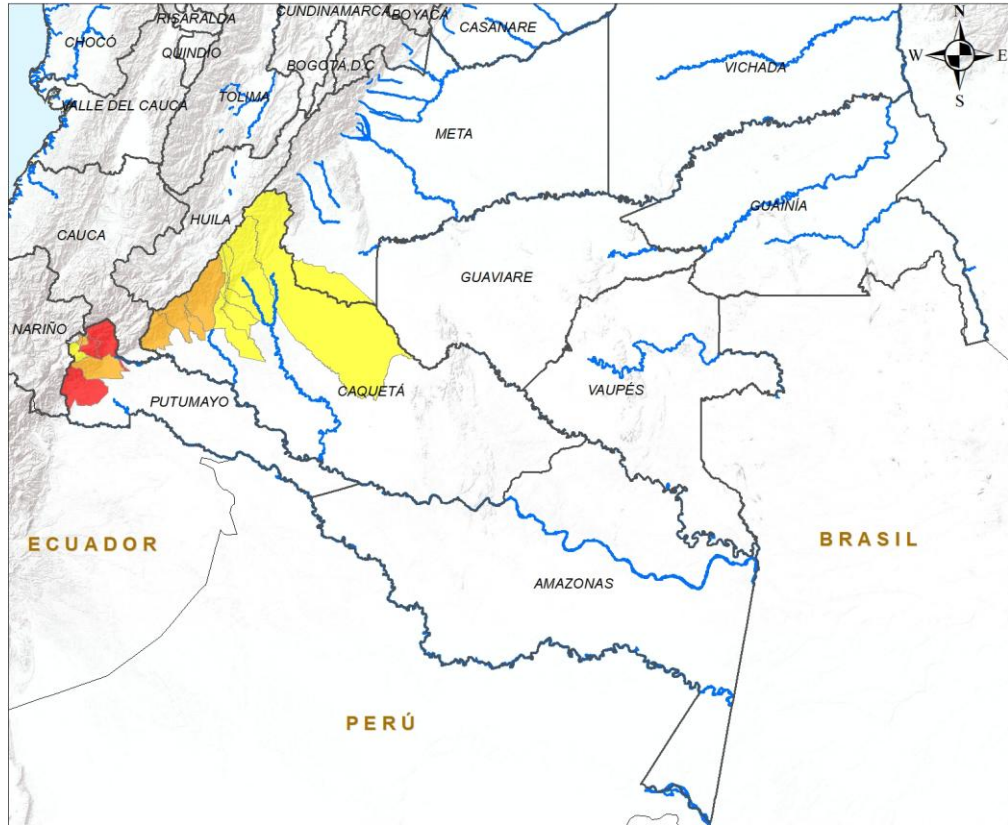 RISARALDA
CUNDINAMARCA
BOYACÁ
CASANARE
CHOCÓ
QUINDÍO
BOGOTÁ D.C
VICHADA
VALLE DEL CAUCA
TOLIMA
META
N
W
E
S
HUILA
GUAINÍA
CAUCA
GUAVIARE
NARIÑO
CAQUETÁ
VAUPÉS
PUTUMAYO
ECUADOR
BRASIL
AMAZONAS
PERÚ